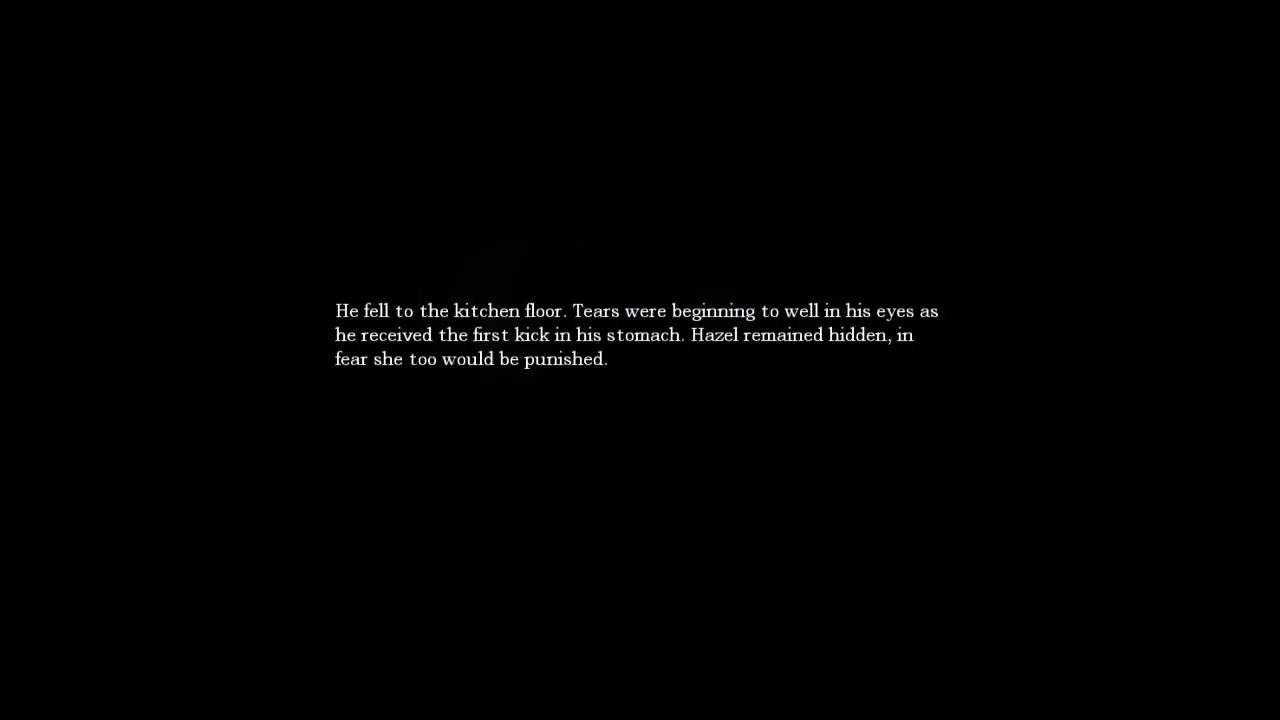 He fell to the kitchen floor. Tears were beginning to well in his eyes as
he received the first kick in his stomach. Hazel remained hidden, in
fear she too would be punished.